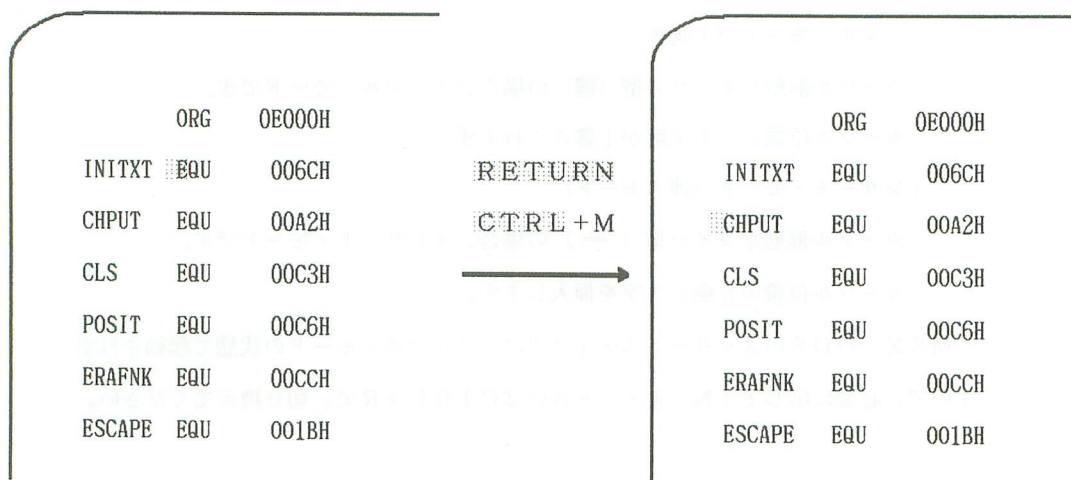 ORG 0E000H
INITXT EQU 006CH
CHPUT EQU 00A2H
CLS EQU 00C3H
POSIT EQU 00C6H
ERAFNK EQU 00CCH
ESCAPE EQU 001BH
RETURN
CTRL+M
ORG 0E000H
INITXT EQU 006CH
CHPUT EQU 00A2H
CLS EQU 00C3H
POSIT EQU 00C6H
ERAFNK EQU 00CCH
ESCAPE EQU 001BH